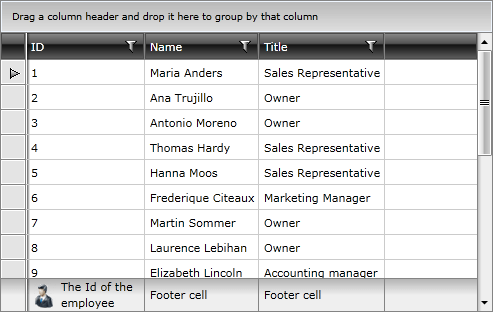 Drag a column header and drop it here to group by that column
ID Name Title
1 Maria Anders Sales Representative
2 Ana Trujillo Owner
3 Antonio Moreno Owner
4 Thomas Hardy Sales Representative
5 Hanna Moos Sales Representative
6 Frederique Citeaux Marketing Manager
7 Martin Sommer Owner
8 Laurence Lebihan Owner
9 Elizabeth Lincoln Accounting manager
The Id of the
employee Footer cell Footer cell